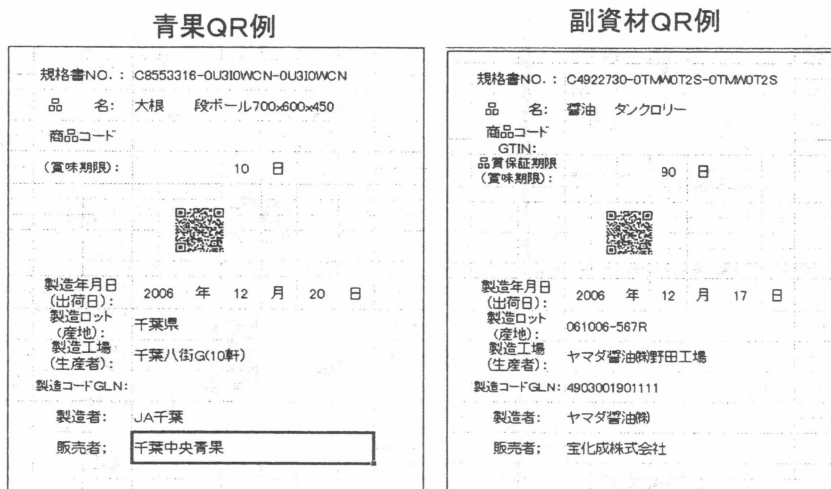 青果QR例
規格書NO.: C8553316-0U3I0WCN-0U3I0WCN
品 名: 大根 段ボール700x600x450
商品コード
(賞味期限): 10 日
製造年月日
(出荷日): 2006 年 12 月 20 日
製造ロット
(産地): 千葉県
製造工場
(生産者): 千葉八街G(10軒)
製造コードGLN:
製造者: JA千葉
販売者: 千葉中央青果
副資材QR例
規格書NO.: C4922730-0TMW0T2S-0TMW0T2S
品 名: 醤油 タンクロリー
商品コード
GTIN:
品質保証期限
(賞味期限): 90 日
製造年月日
(出荷日): 2006 年 12 月 17 日
製造ロット
(産地): 061006-567R
製造工場
(生産者): ヤマダ醤油㈱野田工場
製造コードGLN: 4903001901111
製造者: ヤマダ醤油㈱
販売者: 宝化成株式会社